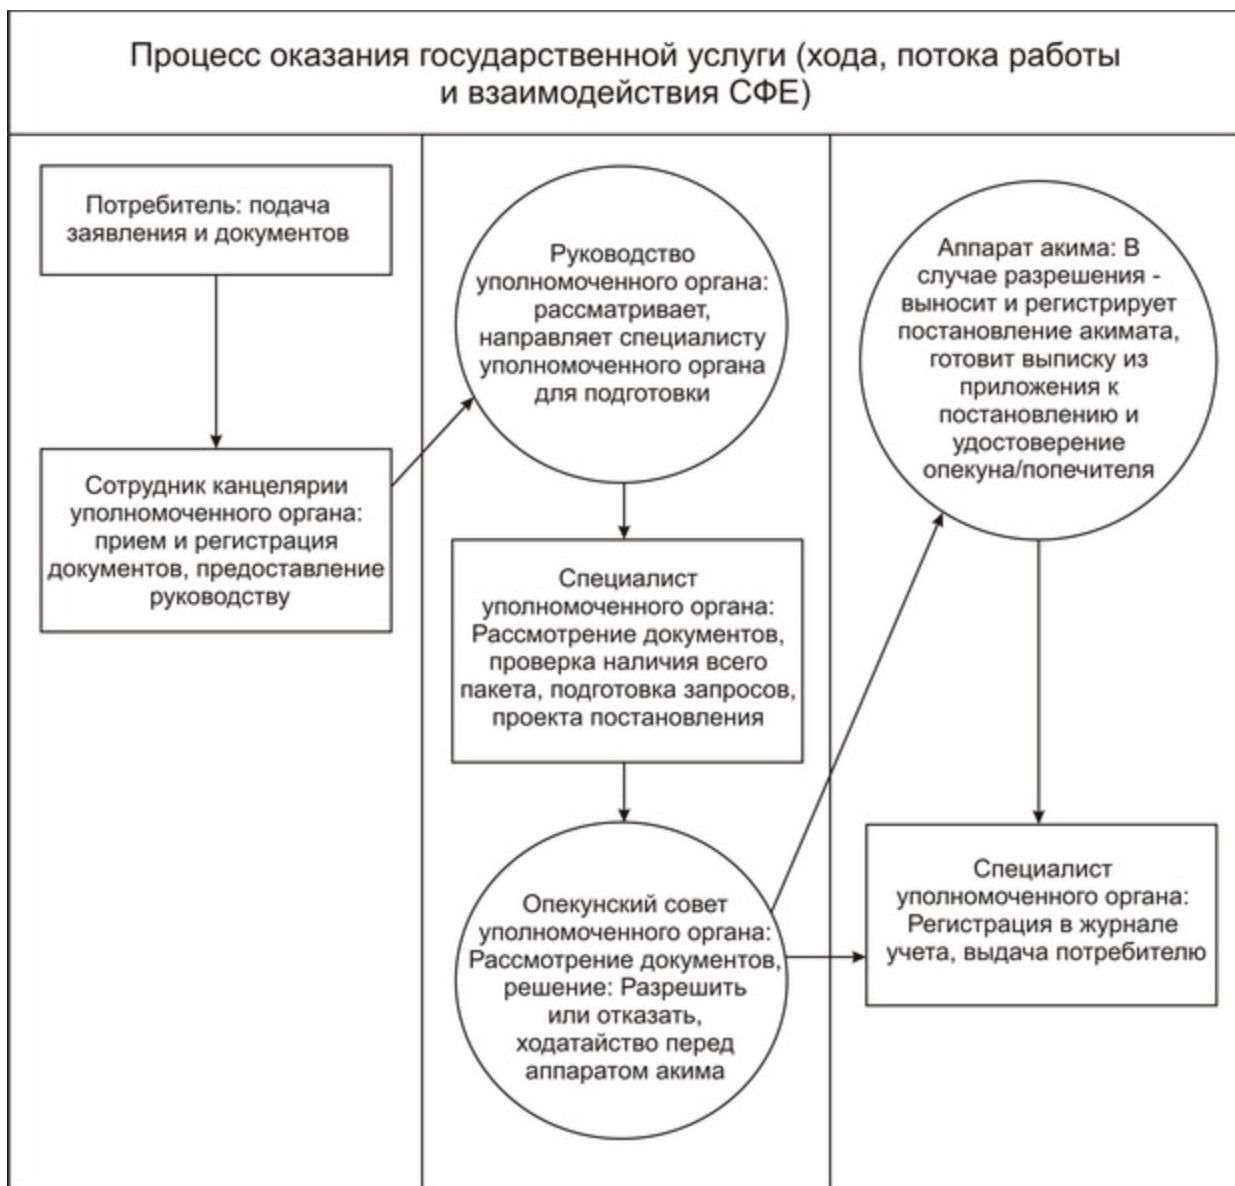 Процесс оказания государственной услуги (хода, потока работы
и взаимодействия СФЕ)
Потребитель: подача
заявления и документов
Сотрудник канцелярии
уполномоченного органа:
прием и регистрация
документов, предоставление
руководству
Руководство
уполномоченного органа:
рассматривает,
направляет специалисту
уполномоченного органа
для подготовки
Специалист
уполномоченного органа:
Рассмотрение документов,
проверка наличия всего
пакета, подготовка запросов,
проекта постановления
Опекунский совет
уполномоченного органа:
Рассмотрение документов,
решение: Разрешить
или отказать,
ходатайство перед
аппаратом акима
Аппарат акима: В
случае разрешения -
выносит и регистрирует
постановление акимата,
готовит выписку из
приложения к
постановлению и
удостоверение
опекуна/попечителя
Специалист
уполномоченного органа:
Регистрация в журнале
учета, выдача потребителю